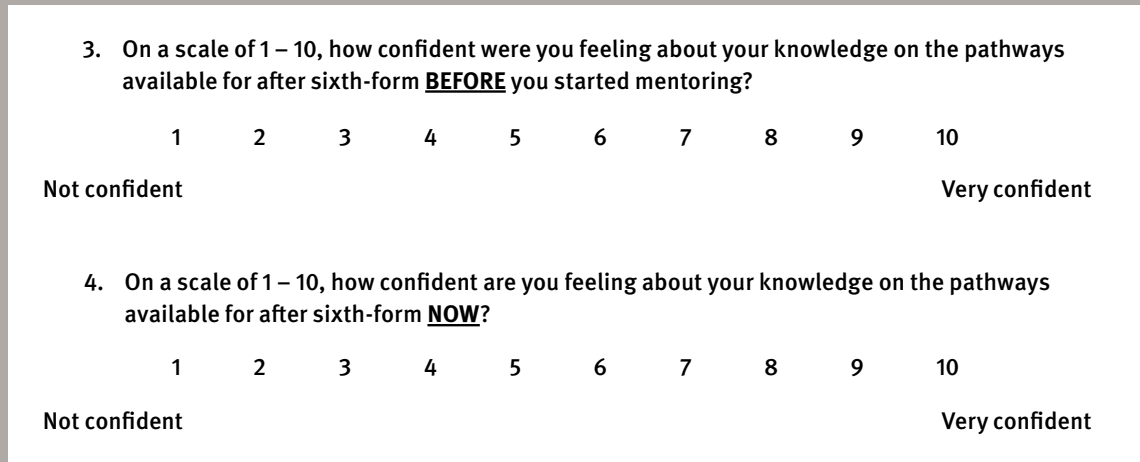 3. On a scale of 1 – 10, how confident were you feeling about your knowledge on the pathways
available for after sixth-form BEFORE you started mentoring?
1 2 3 4 5 6 7 8 9 10
Not confident Very confident
4. On a scale of 1 – 10, how confident are you feeling about your knowledge on the pathways
available for after sixth-form NOW?
1 2 3 4 5 6 7 8 9 10
Not confident Very confident